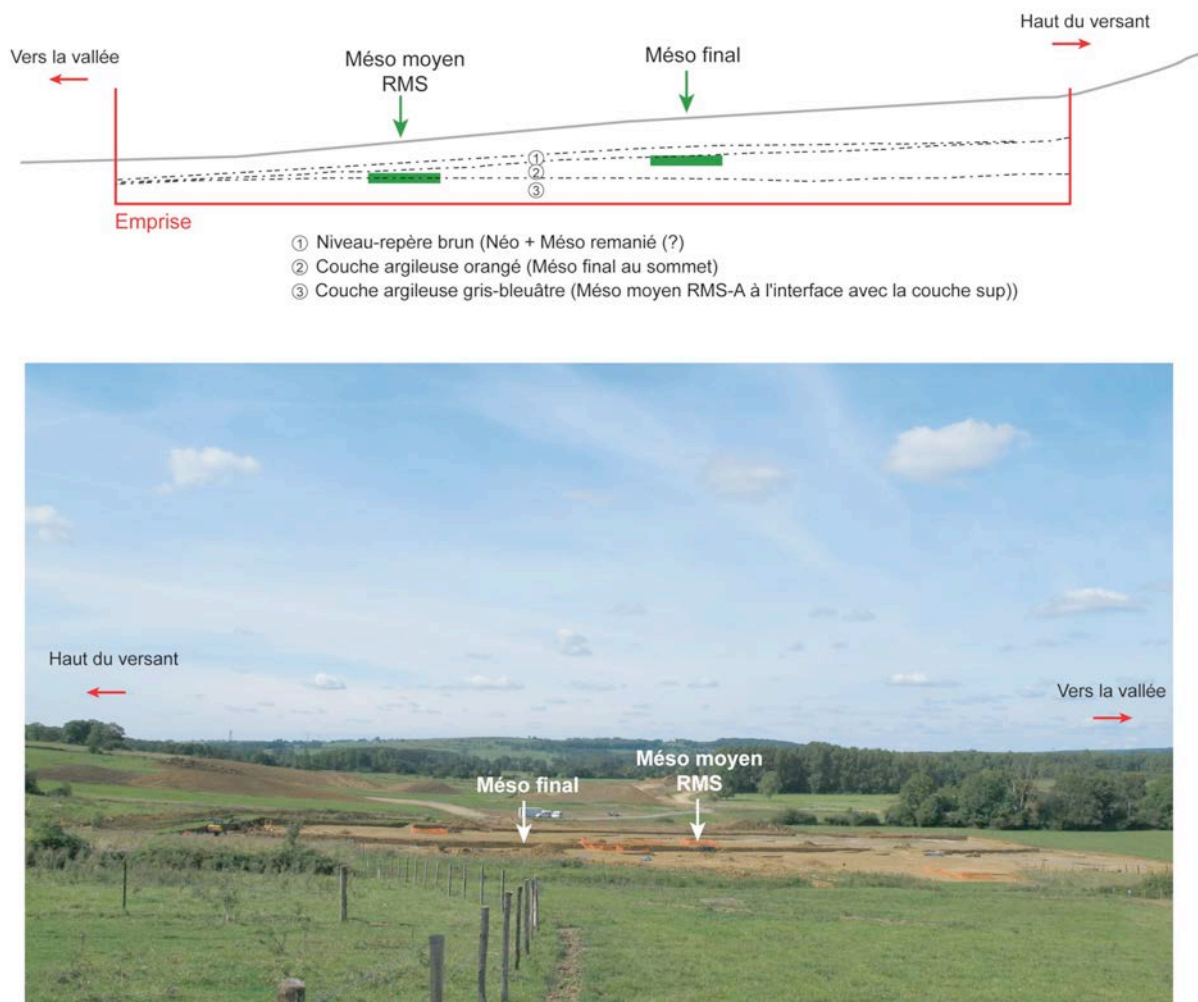 Haut du versant
Vers la vallée
Méso moyen
RMS
Méso final
①
②
③
Emprise
① Niveau-repère brun (Néo + Méso remanié (?)
② Couche argileuse orangé (Méso final au sommet)
③ Couche argileuse gris-bleuâtre (Méso moyen RMS-A à l'interface avec la couche sup))
Haut du versant
Vers la vallée
Méso moyen
RMS
Méso final